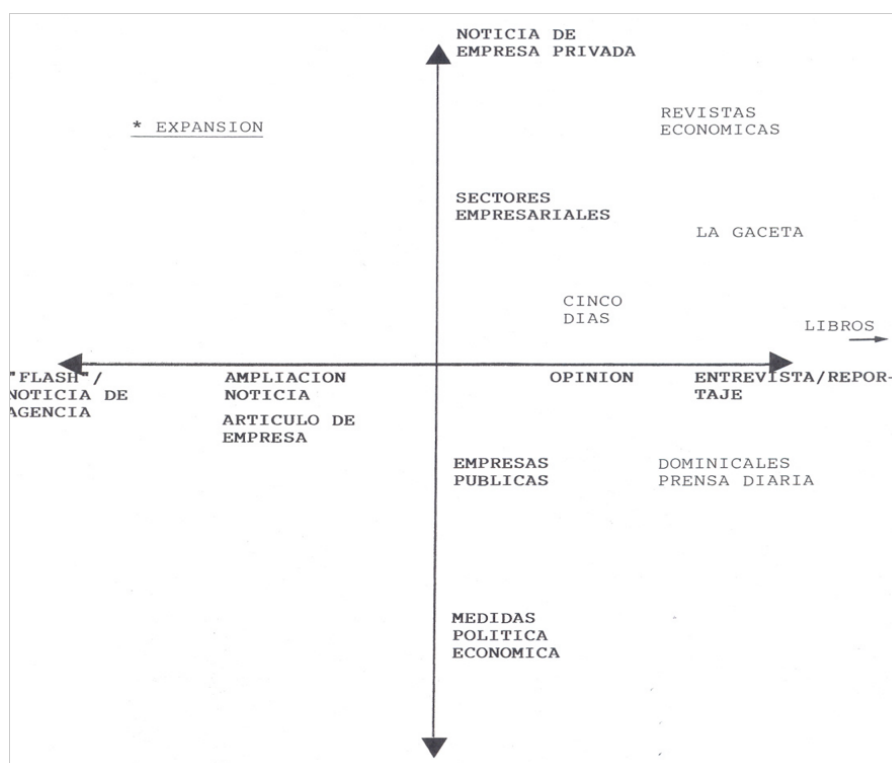 NOTICIA DE
EMPRESA PRIVADA
* EXPANSION
REVISTAS
ECONOMICAS
SECTORES
EMPRESARIALES
LA GACETA
CINCO
DIAS
LIBROS
"FLASH"/
NOTICIA DE
AGENCIA
AMPLIACION
NOTICIA
ARTICULO DE
EMPRESA
OPINION
ENTREVISTA/REPOR-
TAJE
EMPRESAS
PUBLICAS
DOMINICALES
PRENSA DIARIA
MEDIDAS
POLITICA
ECONOMICA